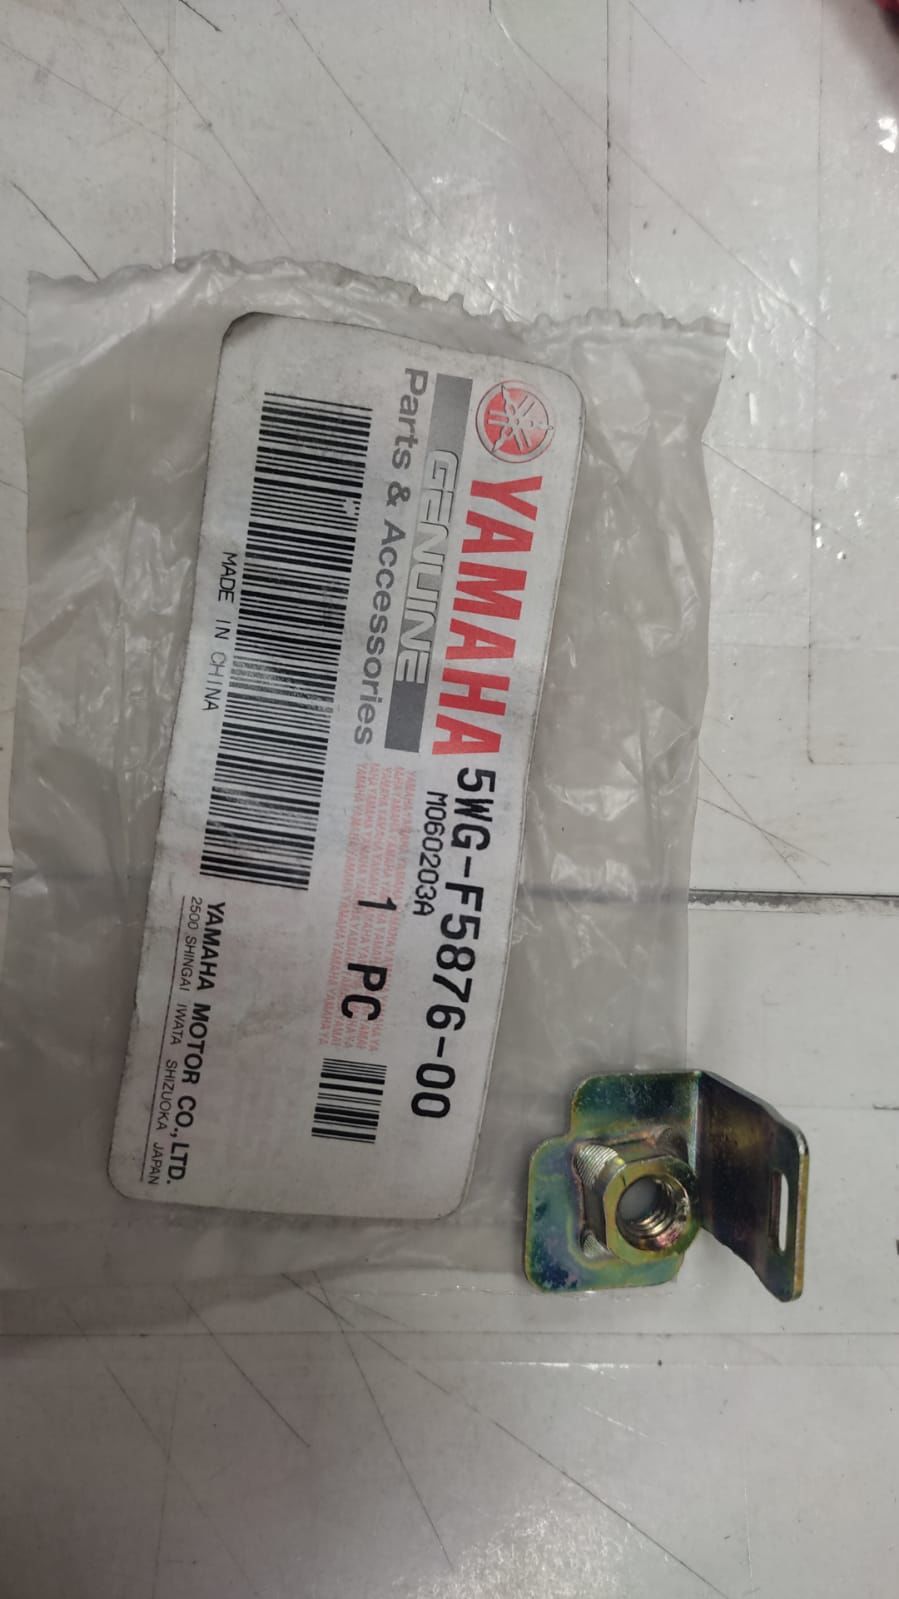 YAMAHA 5WG-F5876-00
GENUINE M060203A
Parts & Accessories 1 PC
MADE IN CHINA
YAMAHA MOTOR CO., LTD.
2500 SHINGAI IWATA SHIZUOKA JAPAN